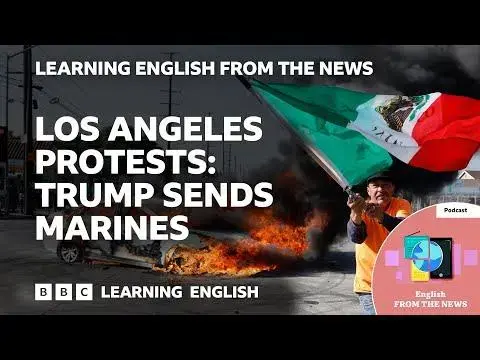 LEARNING ENGLISH FROM THE NEWS
LOS ANGELES
PROTESTS:
TRUMP SENDS
MARINES
BBC LEARNING ENGLISH
Podcast
English
FROM THE NEWS